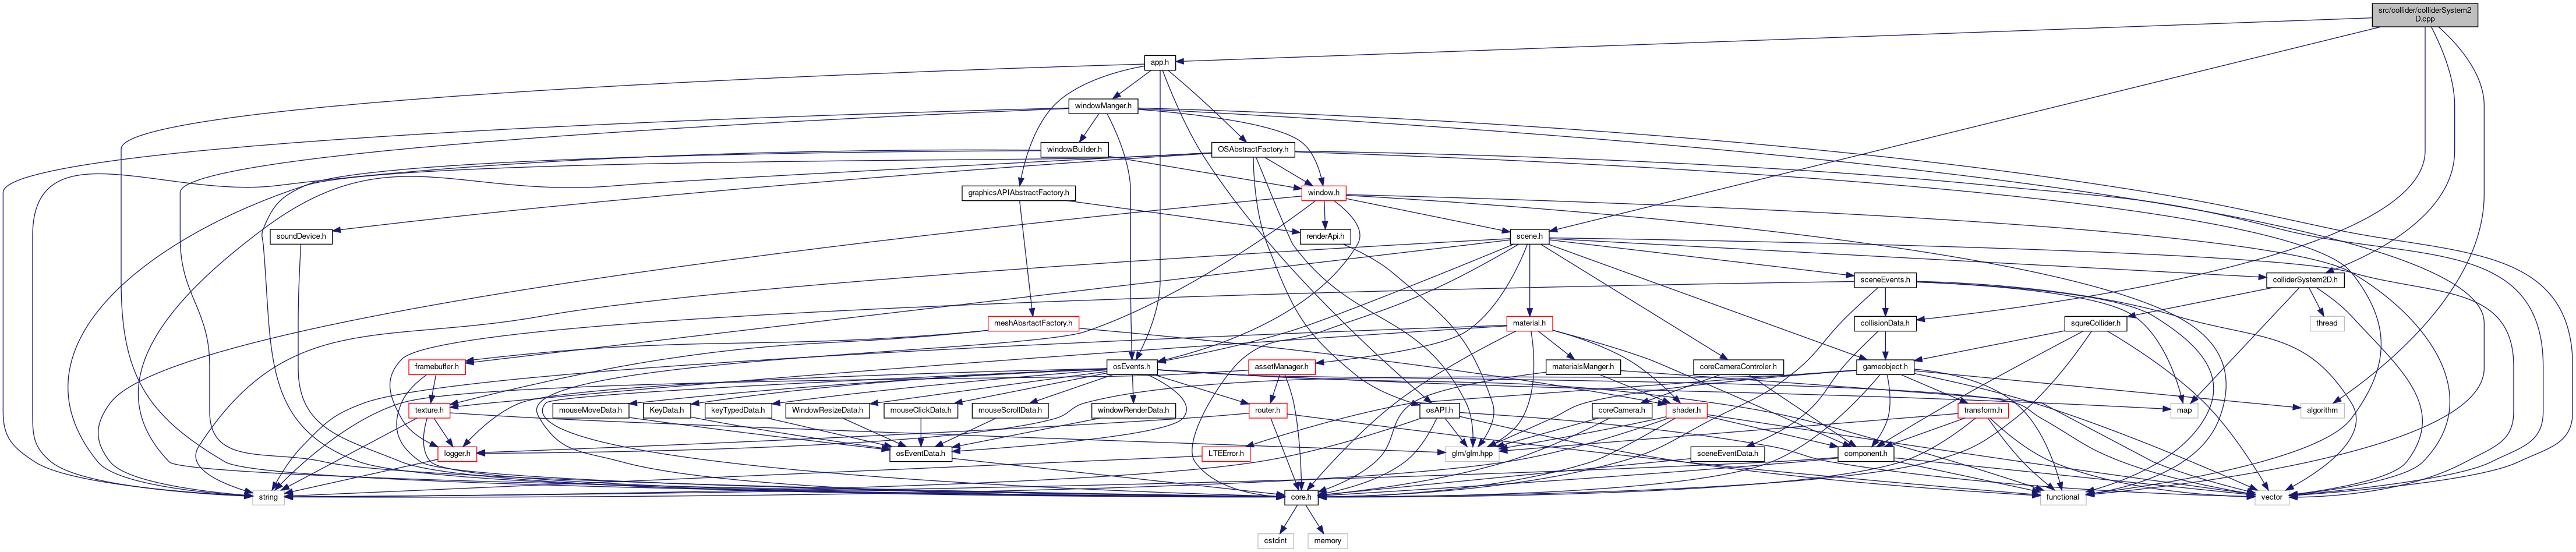 src/collider/colliderSystem2
D.cpp
app.h
windowManger.h
windowBuilder.h
OSAbstractFactory.h
graphicsAPIAbstractFactory.h
window.h
soundDevice.h
renderApi.h
scene.h
sceneEvents.h
colliderSystem2D.h
meshAbsrtactFactory.h
material.h
collisionData.h
squreCollider.h
thread
framebuffer.h
osEvents.h
assetManager.h
materialsManger.h
coreCameraControler.h
gameobject.h
texture.h
mouseMoveData.h
KeyData.h
keyTypedData.h
WindowResizeData.h
mouseClickData.h
mouseScrollData.h
windowRenderData.h
router.h
osAPI.h
coreCamera.h
shader.h
transform.h
map
algorithm
logger.h
osEventData.h
LTEError.h
glm/glm.hpp
sceneEventData.h
component.h
string
core.h
functional
vector
cstdint
memory